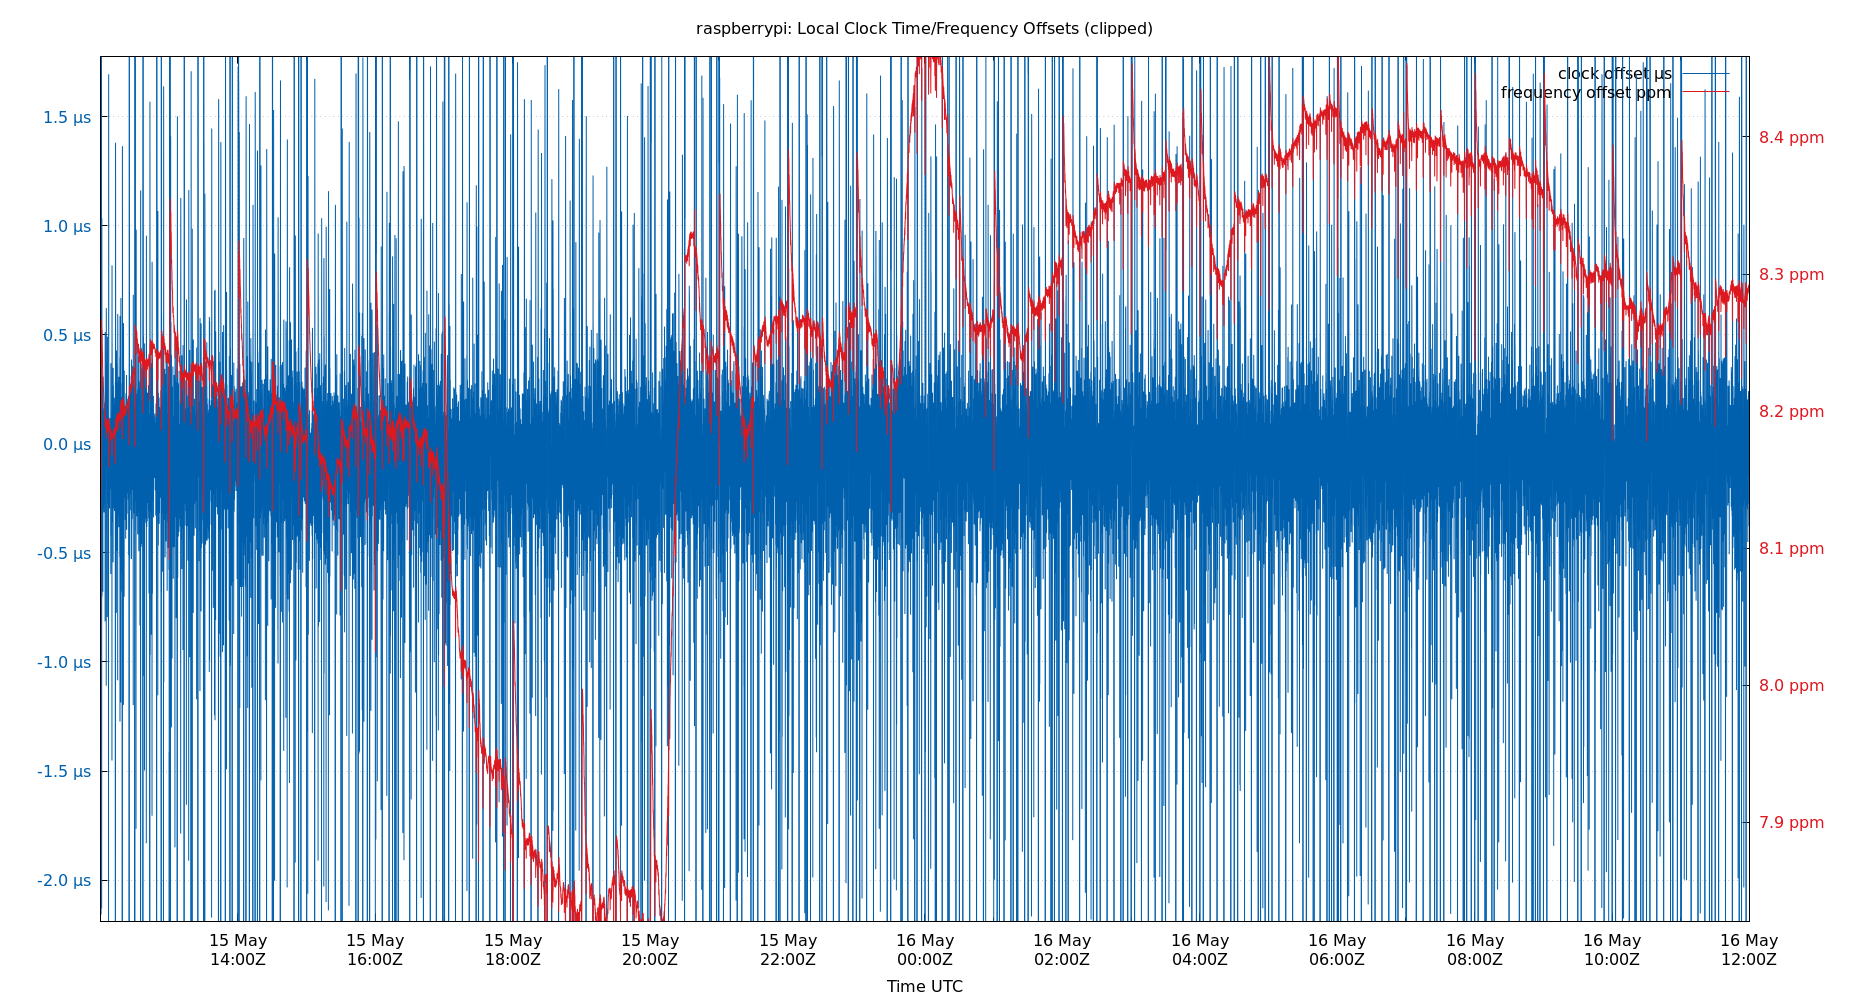 raspberrypi: Local Clock Time/Frequency Offsets (clipped)
clock offset µs
frequency offset ppm
1.5 µs
1.0 µs
0.5 µs
0.0 µs
-0.5 µs
-1.0 µs
-1.5 µs
-2.0 µs
8.4 ppm
8.3 ppm
8.2 ppm
8.1 ppm
8.0 ppm
7.9 ppm
15 May
14:00Z
15 May
16:00Z
15 May
18:00Z
15 May
20:00Z
15 May
22:00Z
16 May
00:00Z
16 May
02:00Z
16 May
04:00Z
16 May
06:00Z
16 May
08:00Z
16 May
10:00Z
16 May
12:00Z
Time UTC